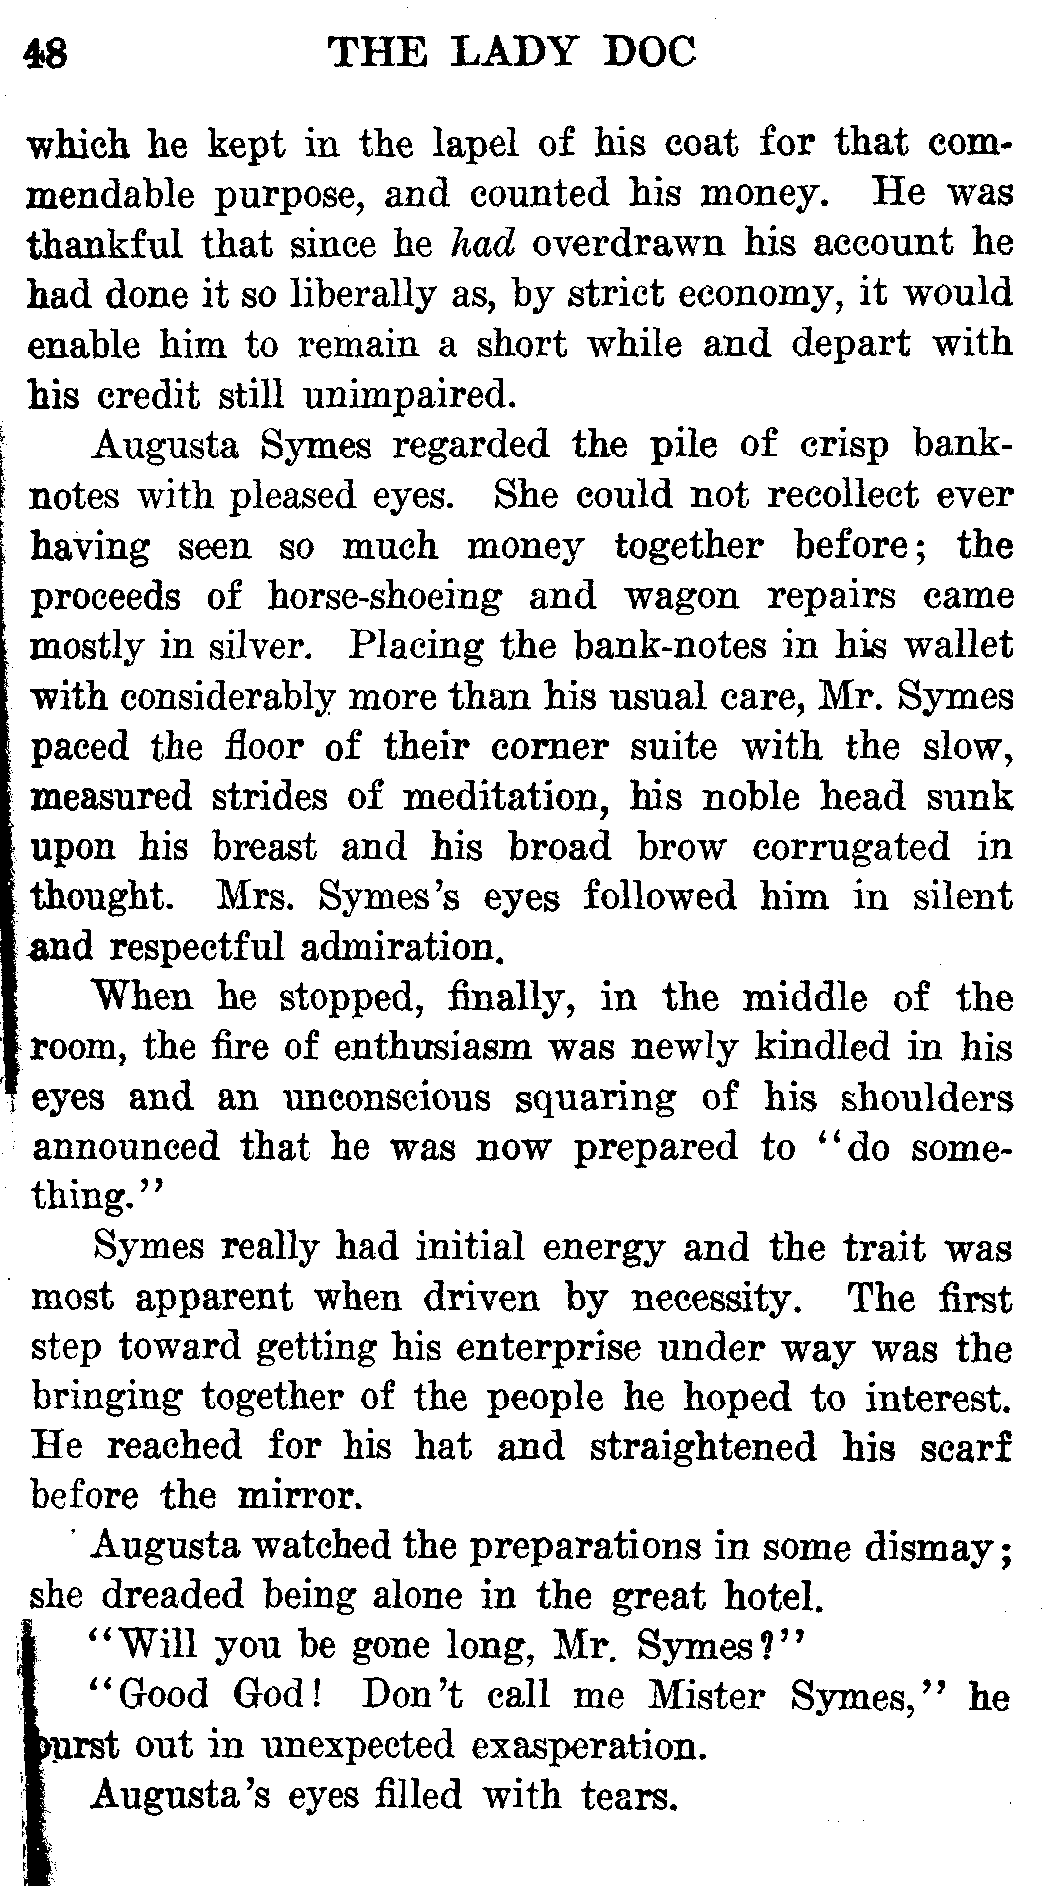 48 THE LADY DOC
which he kept in the lapel of his coat for that com-
mendable purpose, and counted his money. He was
thankful that since he had overdrawn his account he
had done it so liberally as, by strict economy, it would
enable him to remain a short while and depart with
his credit still unimpaired.
Augusta Symes regarded the pile of crisp bank-
notes with pleased eyes. She could not recollect ever
having seen so much money together before; the
proceeds of horse-shoeing and wagon repairs came
mostly in silver. Placing the bank-notes in his wallet
with considerably more than his usual care, Mr. Symes
paced the floor of their corner suite with the slow,
measured strides of meditation, his noble head sunk
upon his breast and his broad brow corrugated in
thought. Mrs. Symes's eyes followed him in silent
and respectful admiration.
When he stopped, finally, in the middle of the
room, the fire of enthusiasm was newly kindled in his
eyes and an unconscious squaring of his shoulders
announced that he was now prepared to "do some-
thing."
Symes really had initial energy and the trait was
most apparent when driven by necessity. The first
step toward getting his enterprise under way was the
bringing together of the people he hoped to interest.
He reached for his hat and straightened his scarf
before the mirror.
Augusta watched the preparations in some dismay;
she dreaded being alone in the great hotel.
"Will you be gone long, Mr. Symes?"
"Good God! Don't call me Mister Symes," he
burst out in unexpected exasperation.
Augusta's eyes filled with tears.